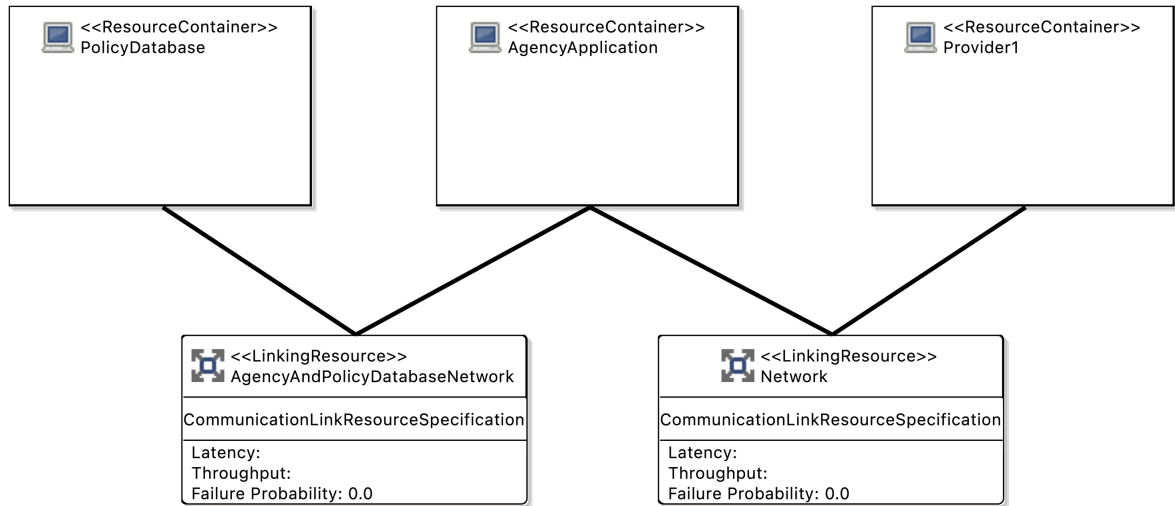 <<ResourceContainer>>
PolicyDatabase
<<ResourceContainer>>
AgencyApplication
<<ResourceContainer>>
Provider1
<<LinkingResource>>
AgencyAndPolicyDatabaseNetwork
CommunicationLinkResourceSpecification
Latency:
Throughput:
Failure Probability: 0.0
<<LinkingResource>>
Network
CommunicationLinkResourceSpecification
Latency:
Throughput:
Failure Probability: 0.0